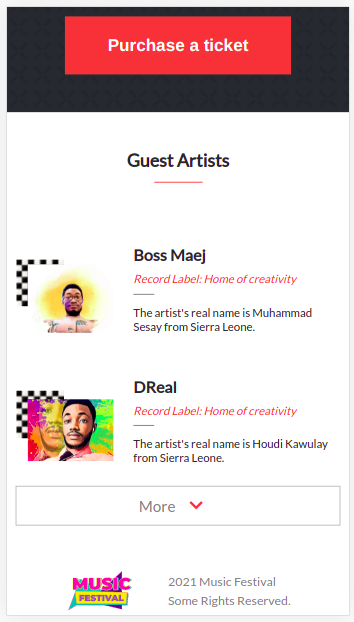 Purchase a ticket
Guest Artists
Boss Maej
Record Label: Home of creativity
The artist's real name is Muhammad
Sesay from Sierra Leone.
DReal
Record Label: Home of creativity
The artist's real name is Houdi Kawulay
from Sierra Leone.
More
MUSIC
FESTIVAL
2021 Music Festival
Some Rights Reserved.